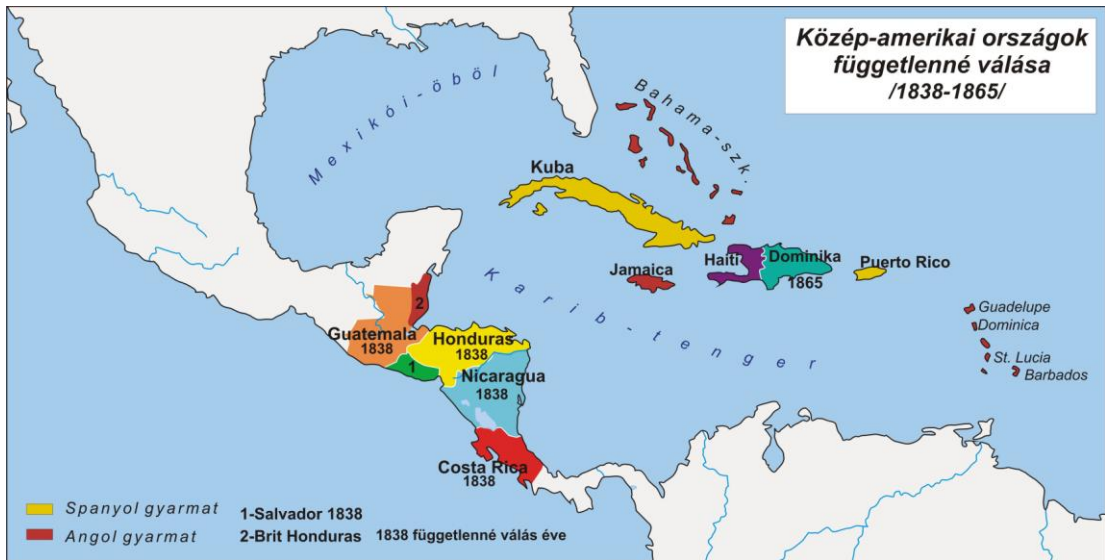 Közép-amerikai országok
függetlenné válása
/1838-1865/
Mexikói-öböl
Bahama-szk.
Kuba
Jamaica
Haiti
Dominika
1865
Puerto Rico
Karib-tenger
Guadelupe
Dominica
St. Lucia
Barbados
2
Guatemala
1838
Honduras
1838
1
Nicaragua
1838
Costa Rica
1838
Spanyol gyarmat
Angol gyarmat
1-Salvador 1838
2-Brit Honduras
1838 függetlenné válás éve